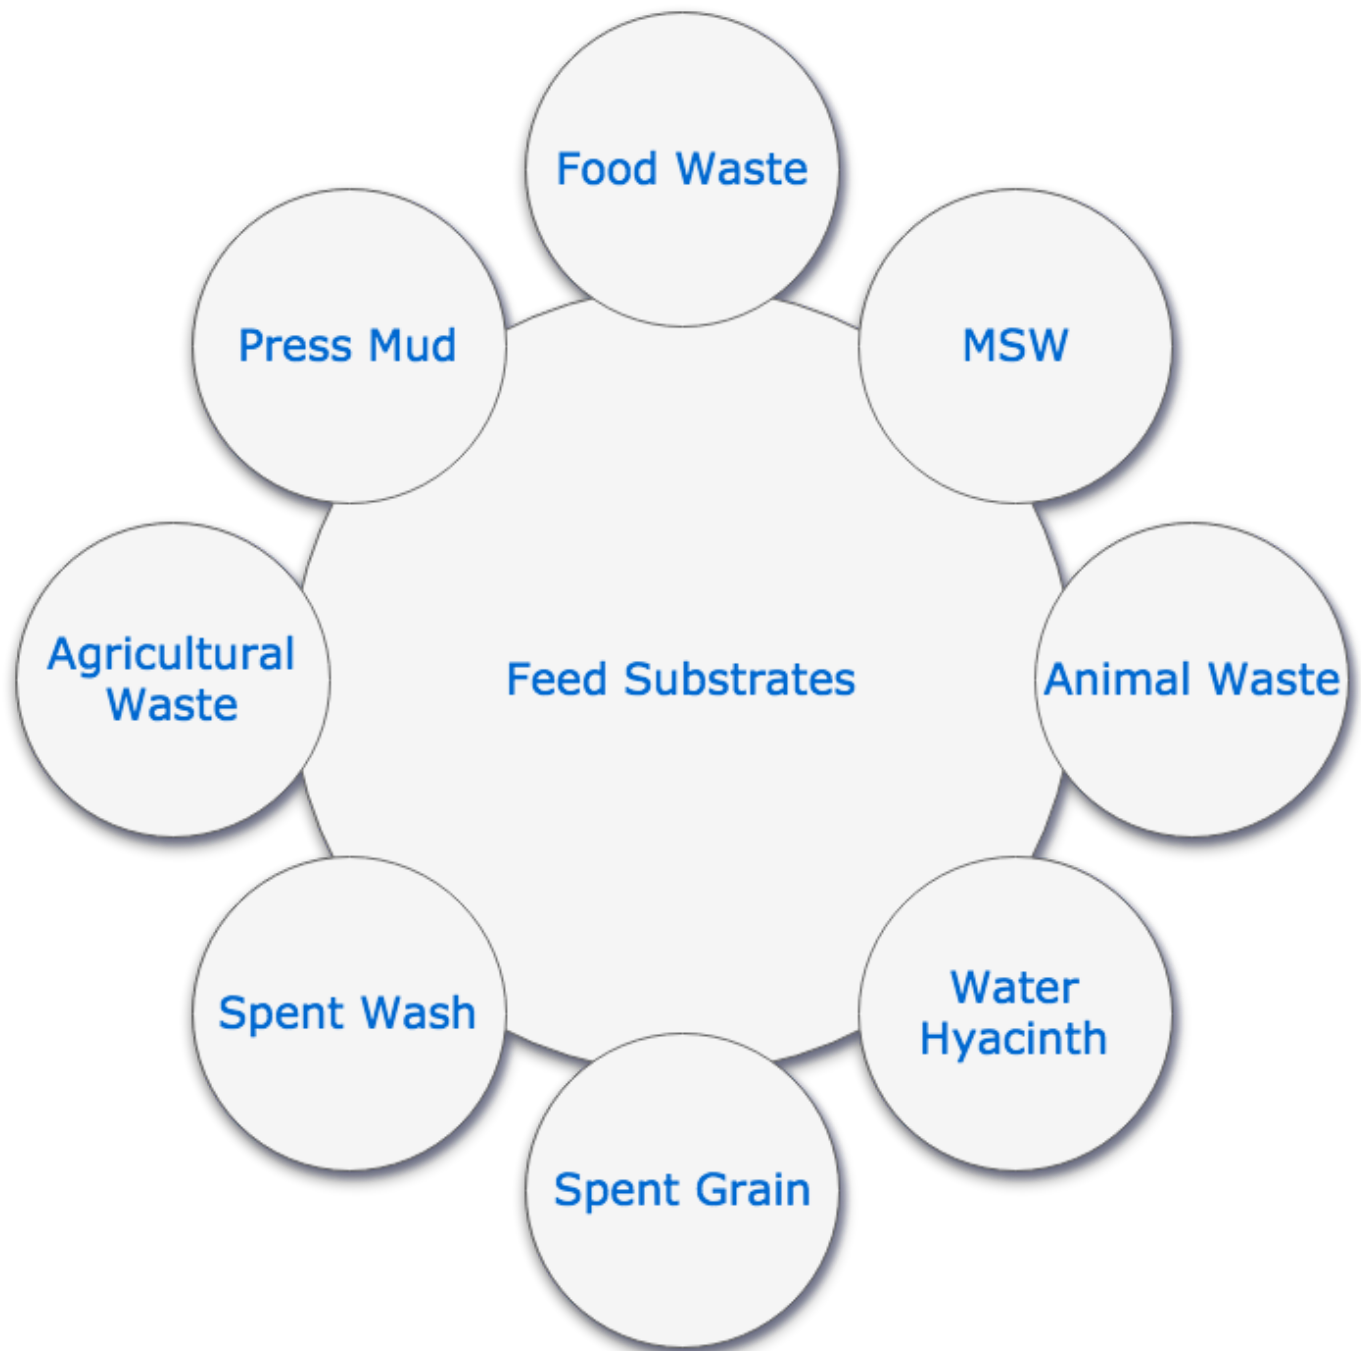 Food Waste
Press Mud
MSW
Agricultural
Waste
Feed Substrates
Animal Waste
Spent Wash
Water
Hyacinth
Spent Grain